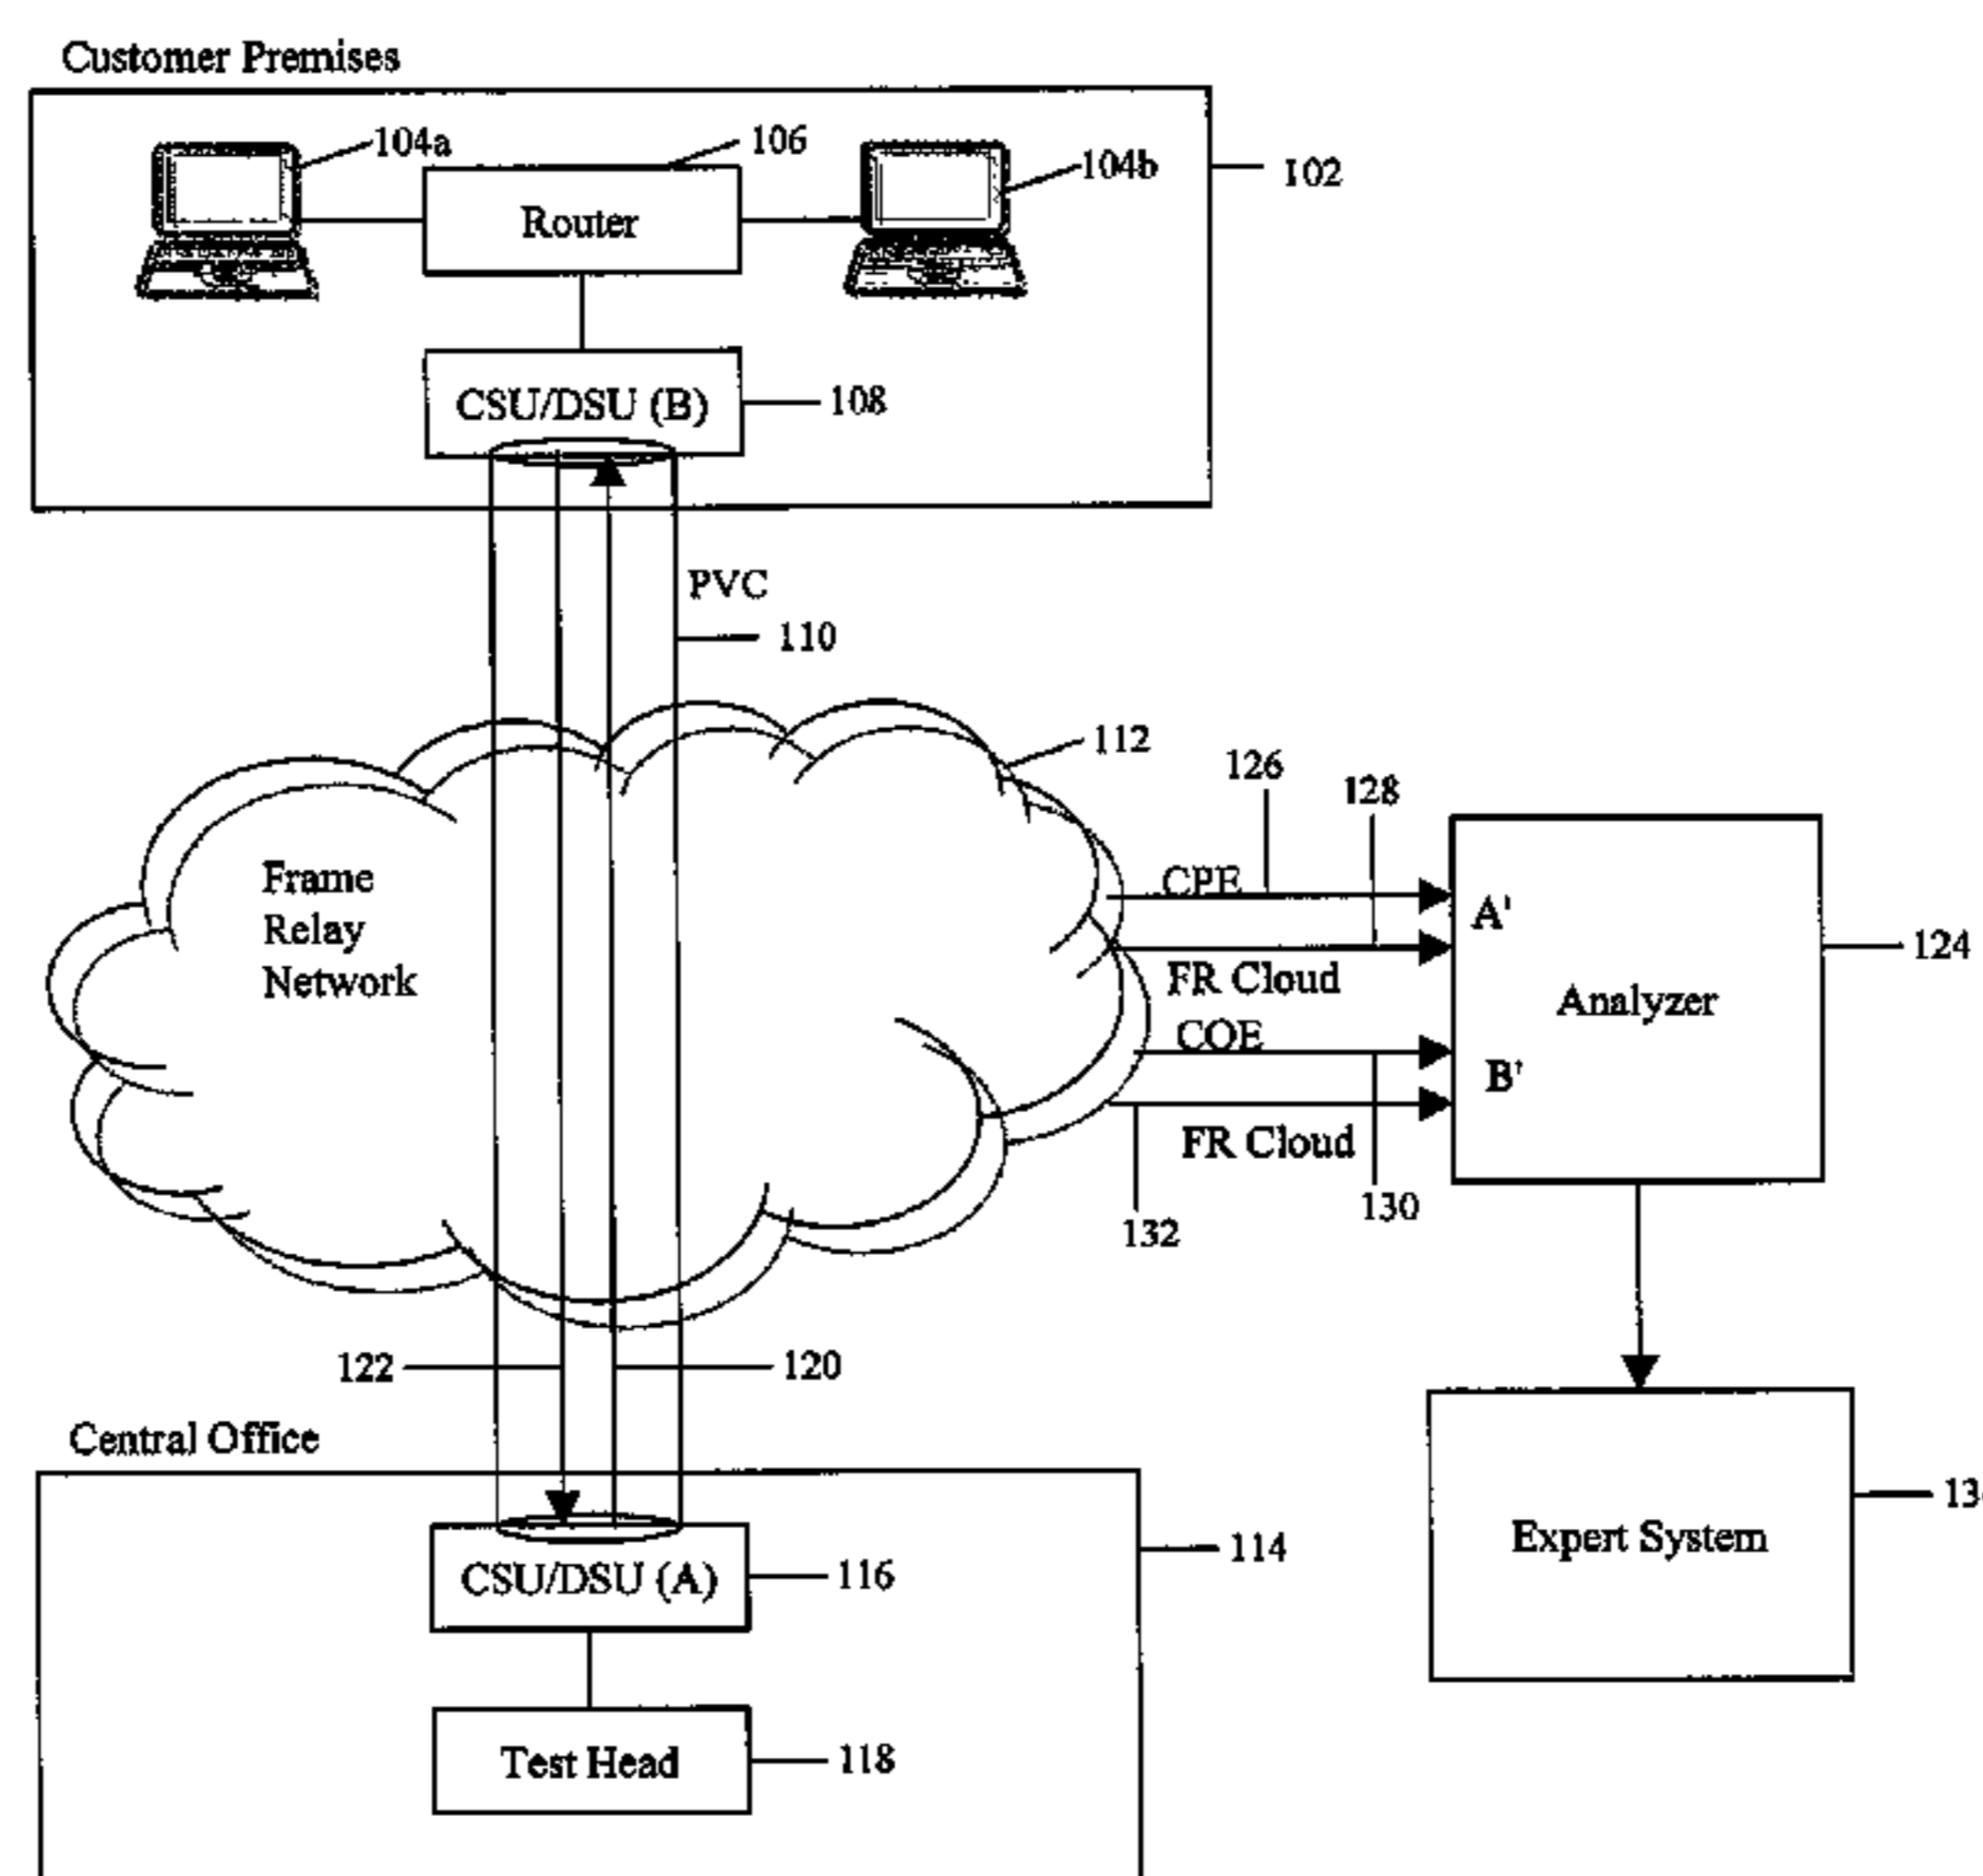 Customer Premises
104a
106
104b
102
Router
CSU/DSU (B)
108
PVC
110
112
126
128
Frame
Relay
Network
CPE
A'
124
FR Cloud
Analyzer
COE
B'
FR Cloud
130
132
122
120
Central Office
Expert System
114
CSU/DSU (A)
116
Test Head
118